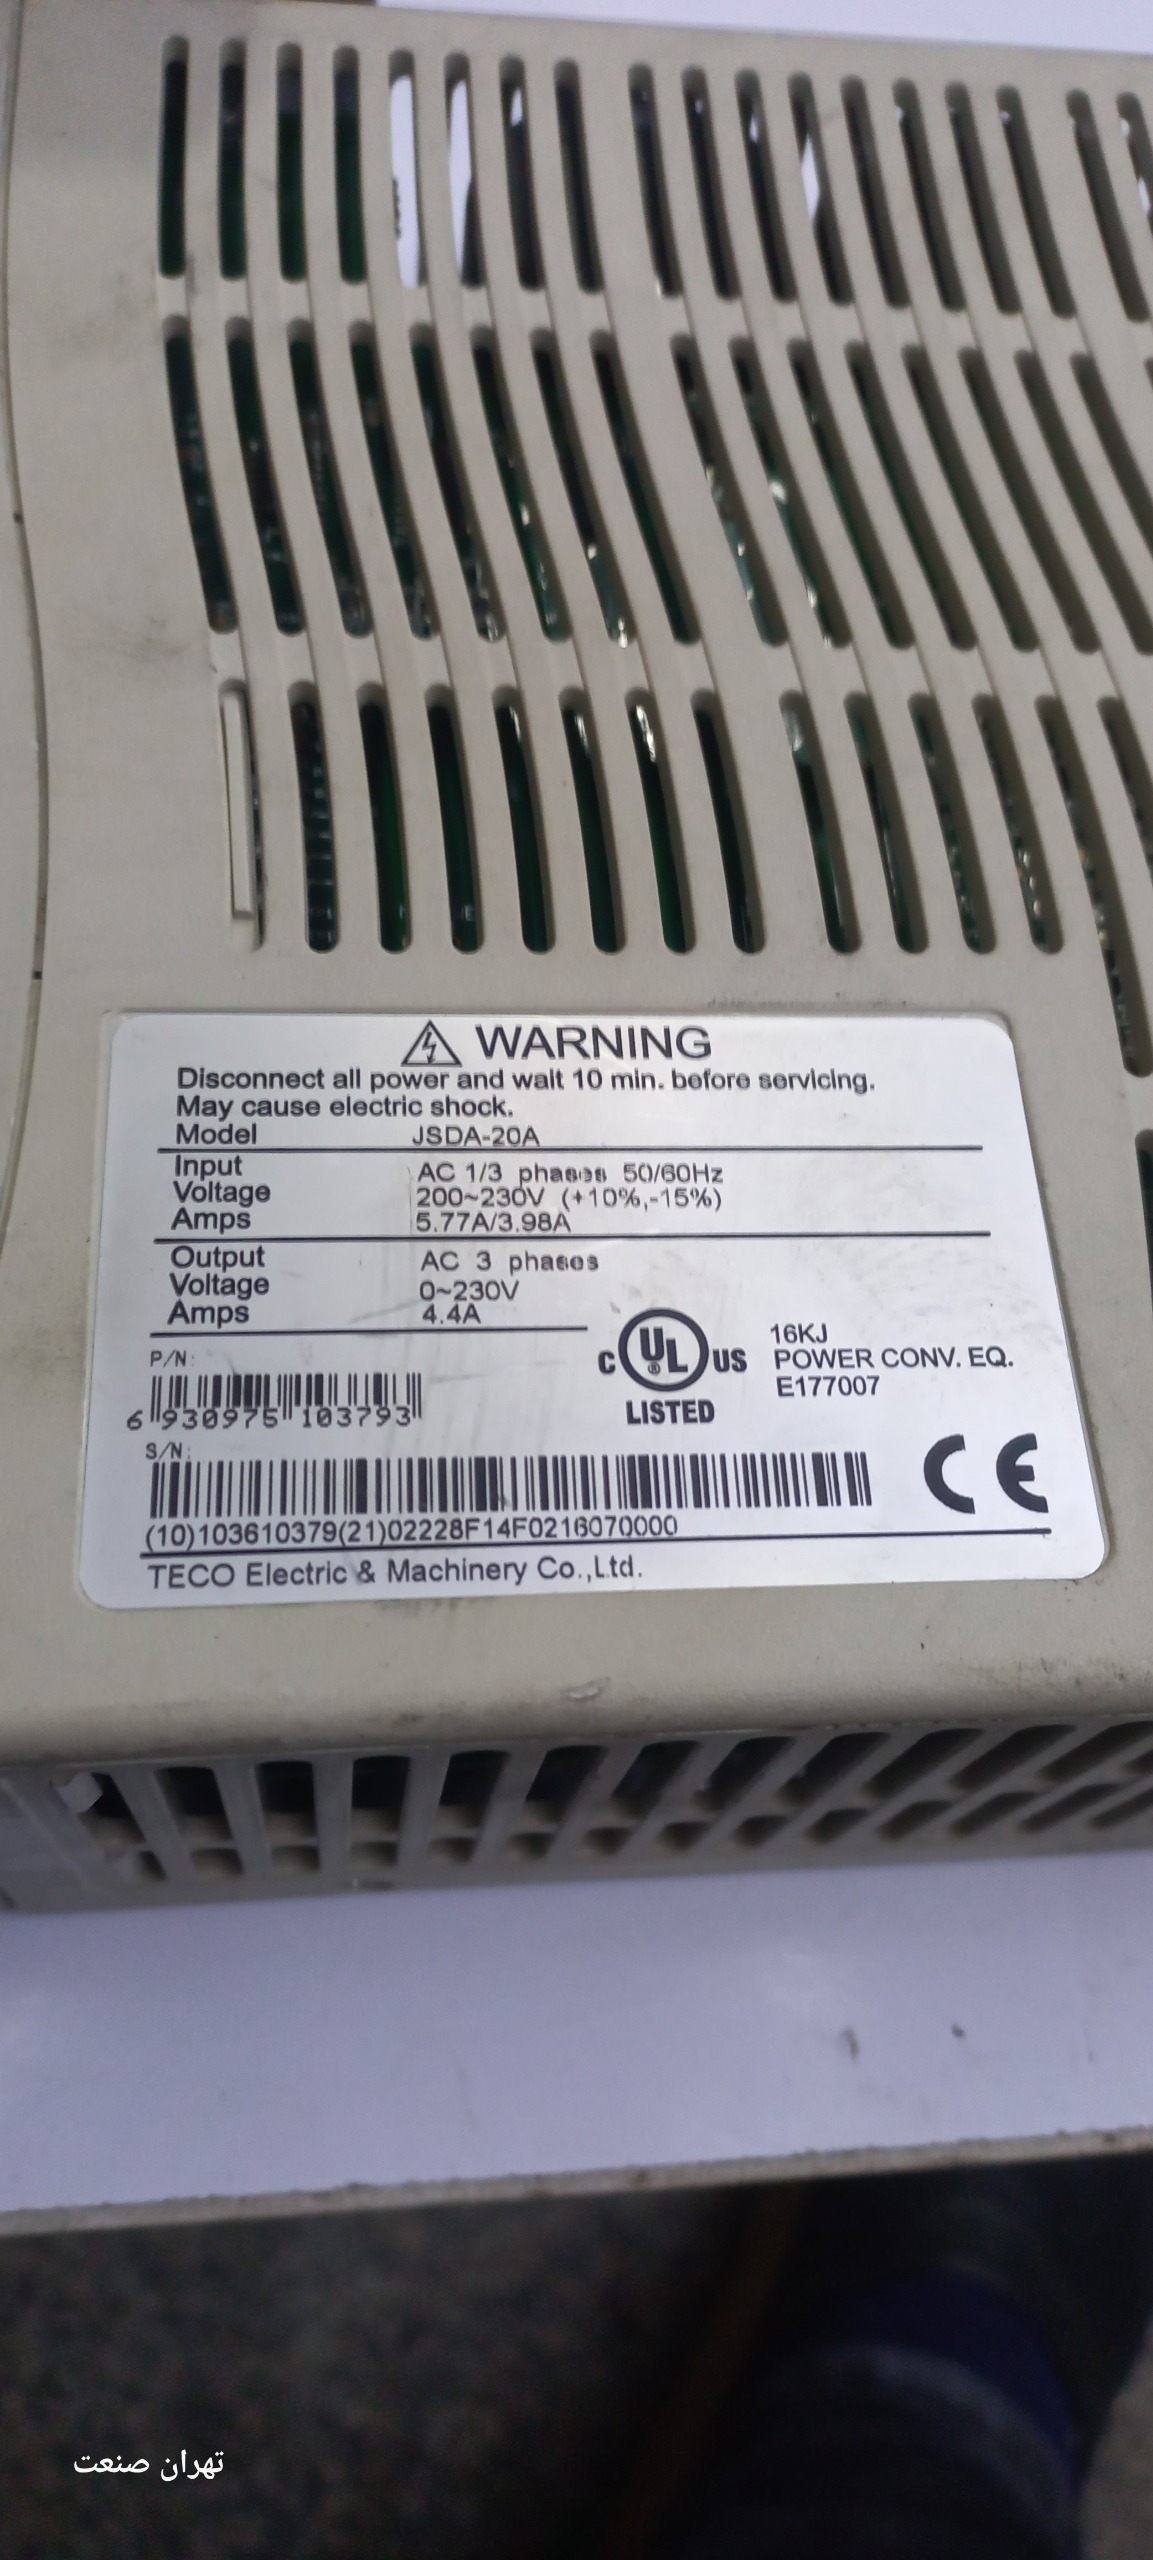 WARNING
Disconnect all power and wait 10 min. before servicing.
May cause electric shock.
Model JSDA-20A
Input AC 1/3 phases 50/60Hz
Voltage 200~230V (+10%,-15%)
Amps 5.77A/3.98A
Output AC 3 phases
Voltage 0~230V
Amps 4.4A
C UL ® US
LISTED
16KJ
POWER CONV. EQ.
E177007
P/N:
6 930975 103793
S/N:
(10)103610379(21)02228F14F0216070000
CE
TECO Electric & Machinery Co.,Ltd.
تهران صنعت